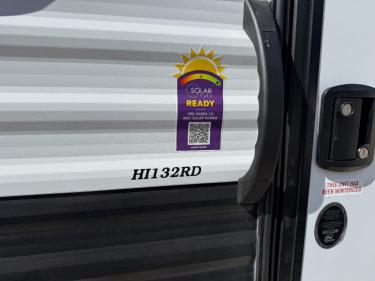 SOLAR
READY
PRE-WIRED TO
ADD SOLAR POWER
HI132RD
THIS UNIT HAS
BEEN WINTERIZED